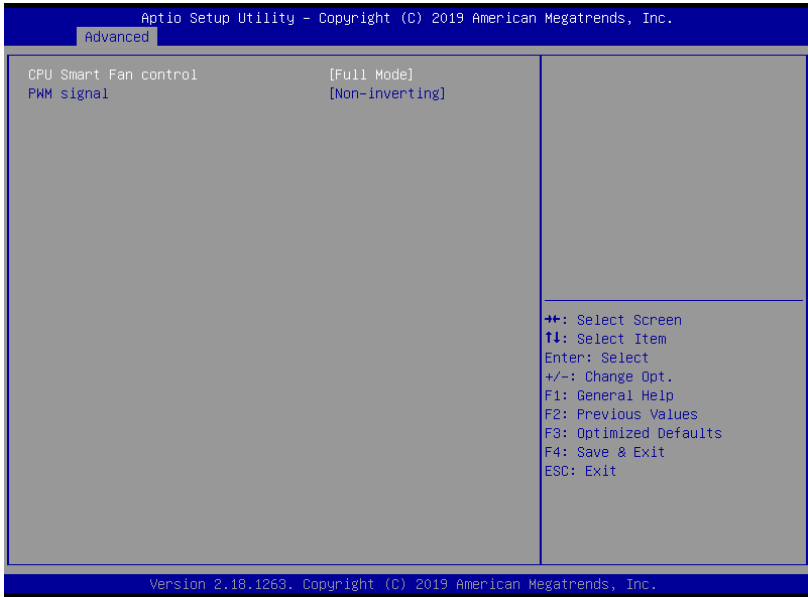 Aptio Setup Utility – Copyright (C) 2019 American Megatrends, Inc.
Advanced
CPU Smart Fan control [Full Mode]
PWM signal [Non-inverting]
→←: Select Screen
↑↓: Select Item
Enter: Select
+/-: Change Opt.
F1: General Help
F2: Previous Values
F3: Optimized Defaults
F4: Save & Exit
ESC: Exit
Version 2.18.1263. Copyright (C) 2019 American Megatrends, Inc.